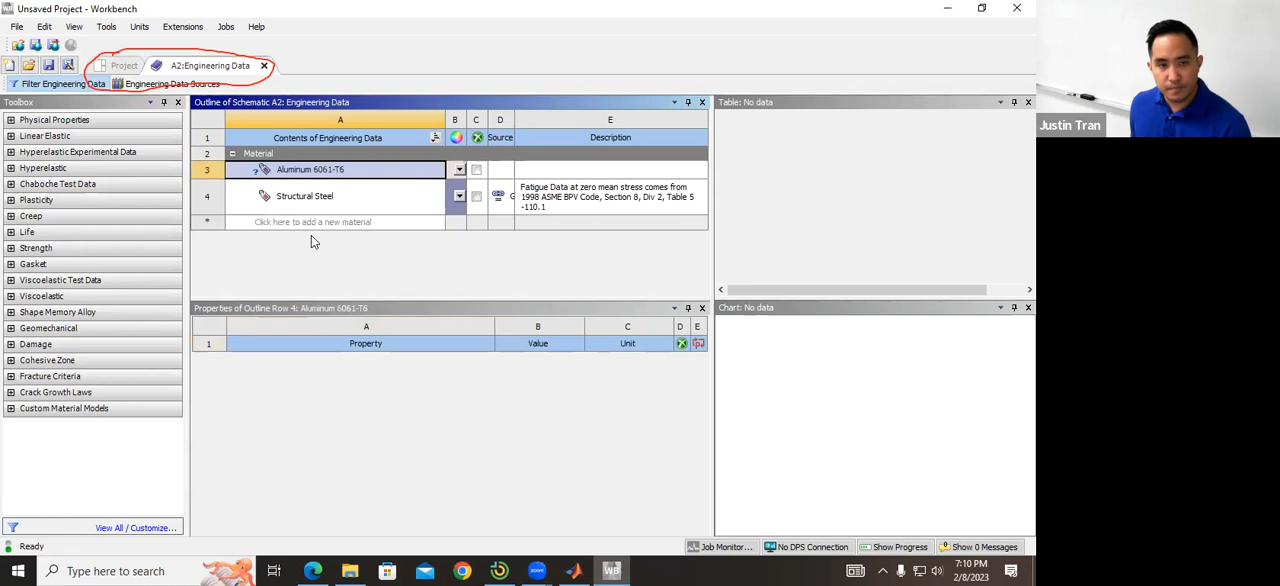 Unsaved Project - Workbench
File Edit View Tools Units Extensions Jobs Help
Project A2:Engineering Data
Filter Engineering Data Engineering Data Sources
Toolbox
Physical Properties
Linear Elastic
Hyperelastic Experimental Data
Hyperelastic
Chaboche Test Data
Plasticity
Creep
Life
Strength
Gasket
Viscoelastic Test Data
Viscoelastic
Shape Memory Alloy
Geomechanical
Damage
Cohesive Zone
Fracture Criteria
Crack Growth Laws
Custom Material Models
View All / Customize...
Outline of Schematic A2: Engineering Data
A B C D E
1 Contents of Engineering Data Source Description
2 Material
3 Aluminum 6061-T6
4 Structural Steel G Fatigue Data at zero mean stress comes from
1998 ASME BPV Code, Section 8, Div 2, Table 5
-110.1
* Click here to add a new material
Properties of Outline Row 4: Aluminum 6061-T6
A B C D E
1 Property Value Unit
Table: No data
Chart: No data
Justin Tran
Ready
Job Monitor... No DPS Connection Show Progress Show 0 Messages
Type here to search
WB
7:10 PM
2/8/2023